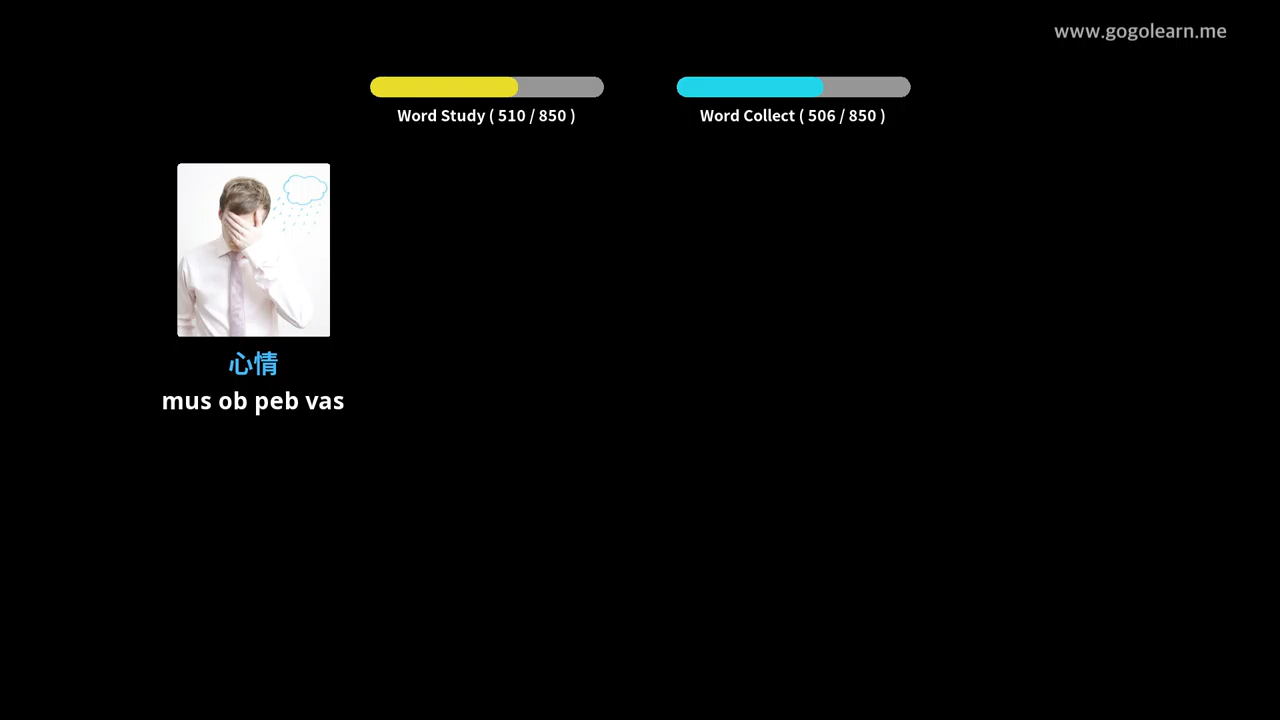 www.gogolearn.me
Word Study ( 510 / 850 )
Word Collect ( 506 / 850 )
心情
mus ob peb vas